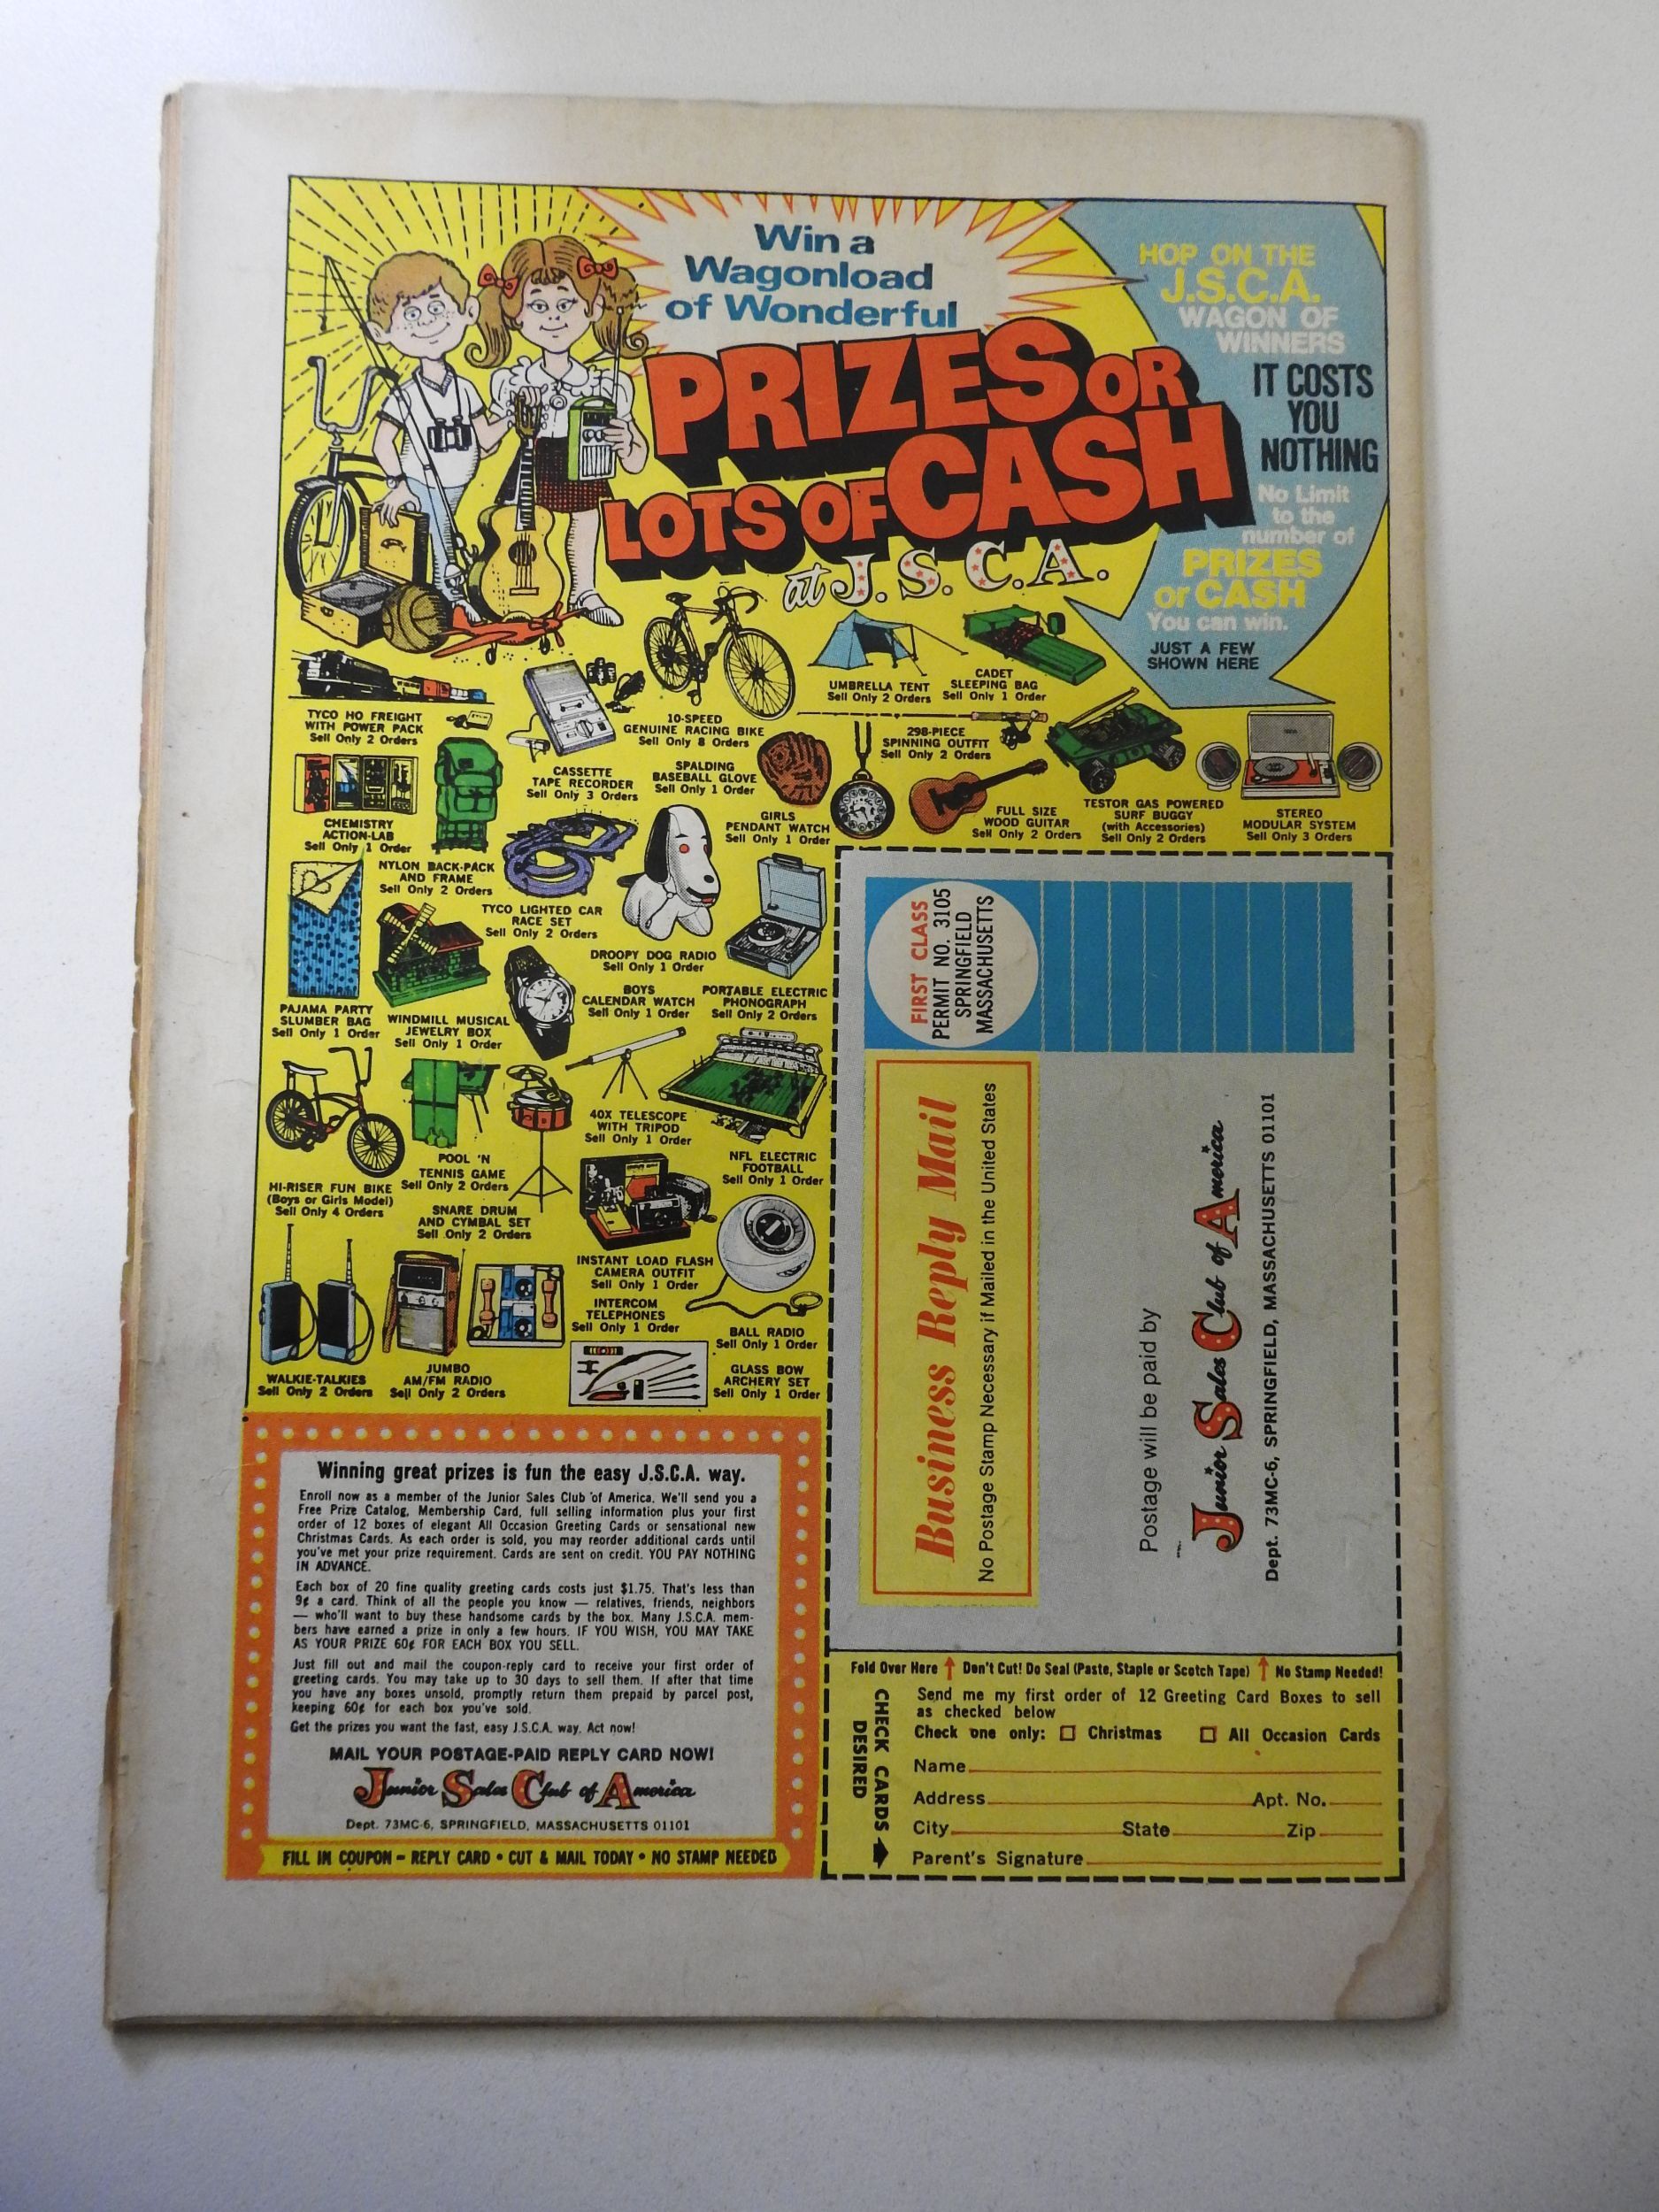 Win a
Wagonload
of Wonderful
PRIZES OR
LOTS OF CASH
at J.S.C.A.
HOP ON THE
J.S.C.A.
WAGON OF
WINNERS
IT COSTS
YOU
NOTHING
No Limit
to the
number of
PRIZES
or CASH
You can win.
JUST A FEW
SHOWN HERE
UMBRELLA TENT
Sell Only 2 Orders
CADET
SLEEPING BAG
Sell Only 1 Order
TYCO HO FREIGHT
WITH POWER PACK
Sell Only 2 Orders
10-SPEED
GENUINE RACING BIKE
Sell Only 8 Orders
298-PIECE
SPINNING OUTFIT
Sell Only 2 Orders
CASSETTE
TAPE RECORDER
Sell Only 3 Orders
SPALDING
BASEBALL GLOVE
Sell Only 1 Order
CHEMISTRY
ACTION-LAB
Sell Only 1 Order
GIRLS
PENDANT WATCH
Sell Only 1 Order
FULL SIZE
WOOD GUITAR
Sell Only 2 Orders
TESTOR GAS POWERED
SURF BUGGY
(with Accessories)
Sell Only 2 Orders
STEREO
MODULAR SYSTEM
Sell Only 3 Orders
NYLON BACK-PACK
AND FRAME
Sell Only 2 Orders
TYCO LIGHTED CAR
RACE SET
Sell Only 2 Orders
DROOPY DOG RADIO
Sell Only 1 Order
PAJAMA PARTY
SLUMBER BAG
Sell Only 1 Order
WINDMILL MUSICAL
JEWELRY BOX
Sell Only 1 Order
BOYS
CALENDAR WATCH
Sell Only 1 Order
PORTABLE ELECTRIC
PHONOGRAPH
Sell Only 2 Orders
40X TELESCOPE
WITH TRIPOD
Sell Only 1 Order
NFL ELECTRIC
FOOTBALL
Sell Only 1 Order
HI-RISER FUN BIKE
(Boys or Girls Model)
Sell Only 4 Orders
POOL 'N
TENNIS GAME
Sell Only 2 Orders
SNARE DRUM
AND CYMBAL SET
Sell Only 2 Orders
INSTANT LOAD FLASH
CAMERA OUTFIT
Sell Only 1 Order
INTERCOM
TELEPHONES
Sell Only 1 Order
BALL RADIO
Sell Only 1 Order
WALKIE-TALKIES
Sell Only 2 Orders
JUMBO
AM/FM RADIO
Sell Only 2 Orders
GLASS BOW
ARCHERY SET
Sell Only 1 Order
Winning great prizes is fun the easy J.S.C.A. way.
Enroll now as a member of the Junior Sales Club of America. We'll send you a
Free Prize Catalog, Membership Card, full selling information plus your first
order of 12 boxes of elegant All Occasion Greeting Cards or sensational new
Christmas Cards. As each order is sold, you may reorder additional cards until
you've met your prize requirement. Cards are sent on credit. YOU PAY NOTHING
IN ADVANCE.
Each box of 20 fine quality greeting cards costs just $1.75. That's less than
9¢ a card. Think of all the people you know — relatives, friends, neighbors
— who'll want to buy these handsome cards by the box. Many J.S.C.A. mem-
bers have earned a prize in only a few hours. IF YOU WISH, YOU MAY TAKE
AS YOUR PRIZE 60¢ FOR EACH BOX YOU SELL.
Just fill out and mail the coupon-reply card to receive your first order of
greeting cards. You may take up to 30 days to sell them. If after that time
you have any boxes unsold, promptly return them prepaid by parcel post,
keeping 60¢ for each box you've sold.
Get the prizes you want the fast, easy J.S.C.A. way. Act now!
MAIL YOUR POSTAGE-PAID REPLY CARD NOW!
Junior Sales Club of America
Dept. 73MC-6, SPRINGFIELD, MASSACHUSETTS 01101
FILL IN COUPON - REPLY CARD • CUT & MAIL TODAY • NO STAMP NEEDED
FIRST CLASS
PERMIT NO. 3105
SPRINGFIELD
MASSACHUSETTS
Business Reply Mail
No Postage Stamp Necessary if Mailed in the United States
Postage will be paid by
Junior Sales Club of America
Dept. 73MC-6, SPRINGFIELD, MASSACHUSETTS 01101
Fold Over Here ↑ Don't Cut! Do Seal (Paste, Staple or Scotch Tape) ↑ No Stamp Needed!
CHECK CARDS
DESIRED
Send me my first order of 12 Greeting Card Boxes to sell
as checked below
Check one only: ☐ Christmas ☐ All Occasion Cards
Name
Address Apt. No.
City State Zip
Parent's Signature